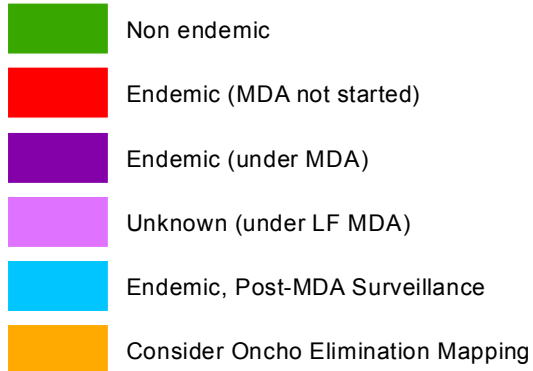 Non endemic
Endemic (MDA not started)
Endemic (under MDA)
Unknown (under LF MDA)
Endemic, Post-MDA Surveillance
Consider Oncho Elimination Mapping